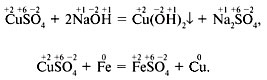 +2 +6 −2 +1 −2 +1 +2 −2 +1 +1 +6 −2
CuSO₄ + 2NaOH = Cu(OH)₂↓ + Na₂SO₄,
+2 +6 −2 0 +2 +6 −2 0
CuSO₄ + Fe = FeSO₄ + Cu.